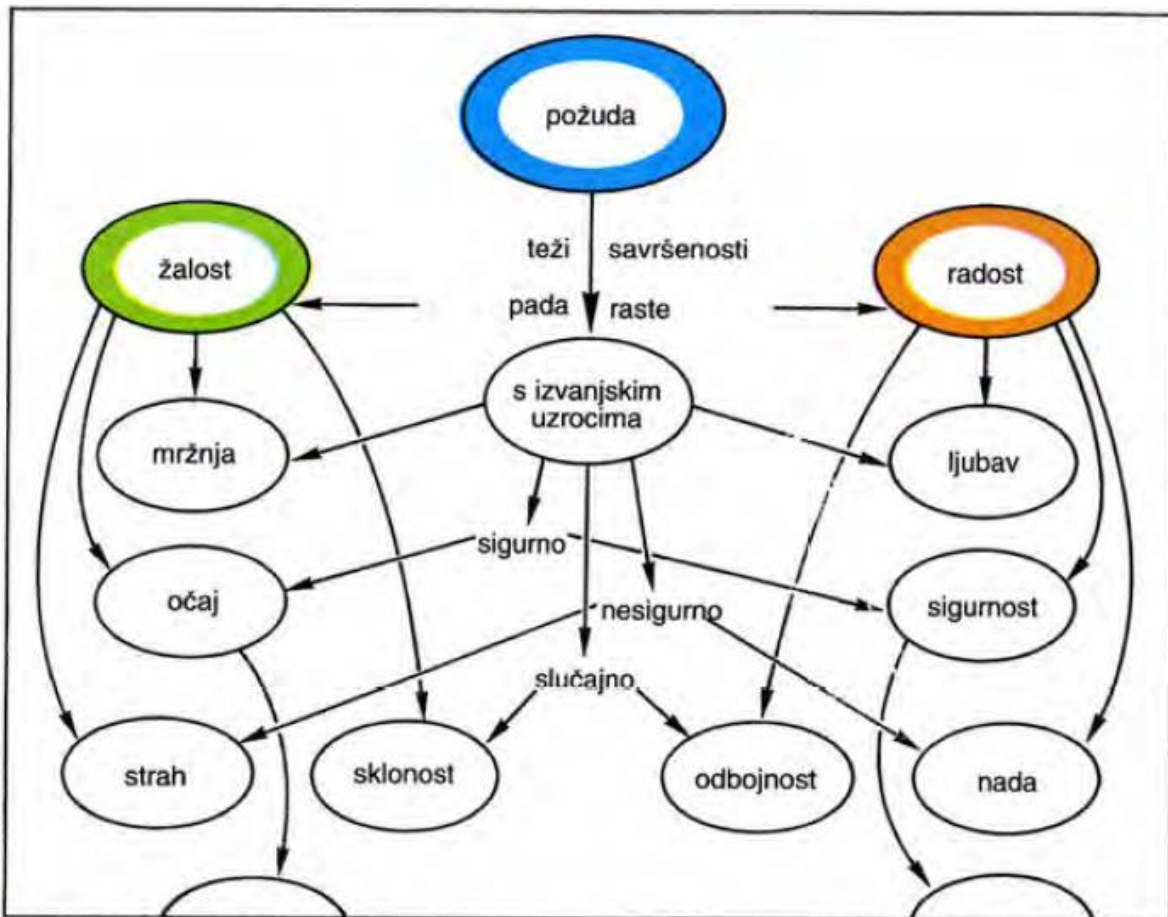 požuda
teži savršenosti
žalost
radost
pada raste
s izvanjskim
uzrocima
mržnja
ljubav
sigurno
očaj
sigurnost
nesigurno
slučajno
strah
sklonost
odbojnost
nada